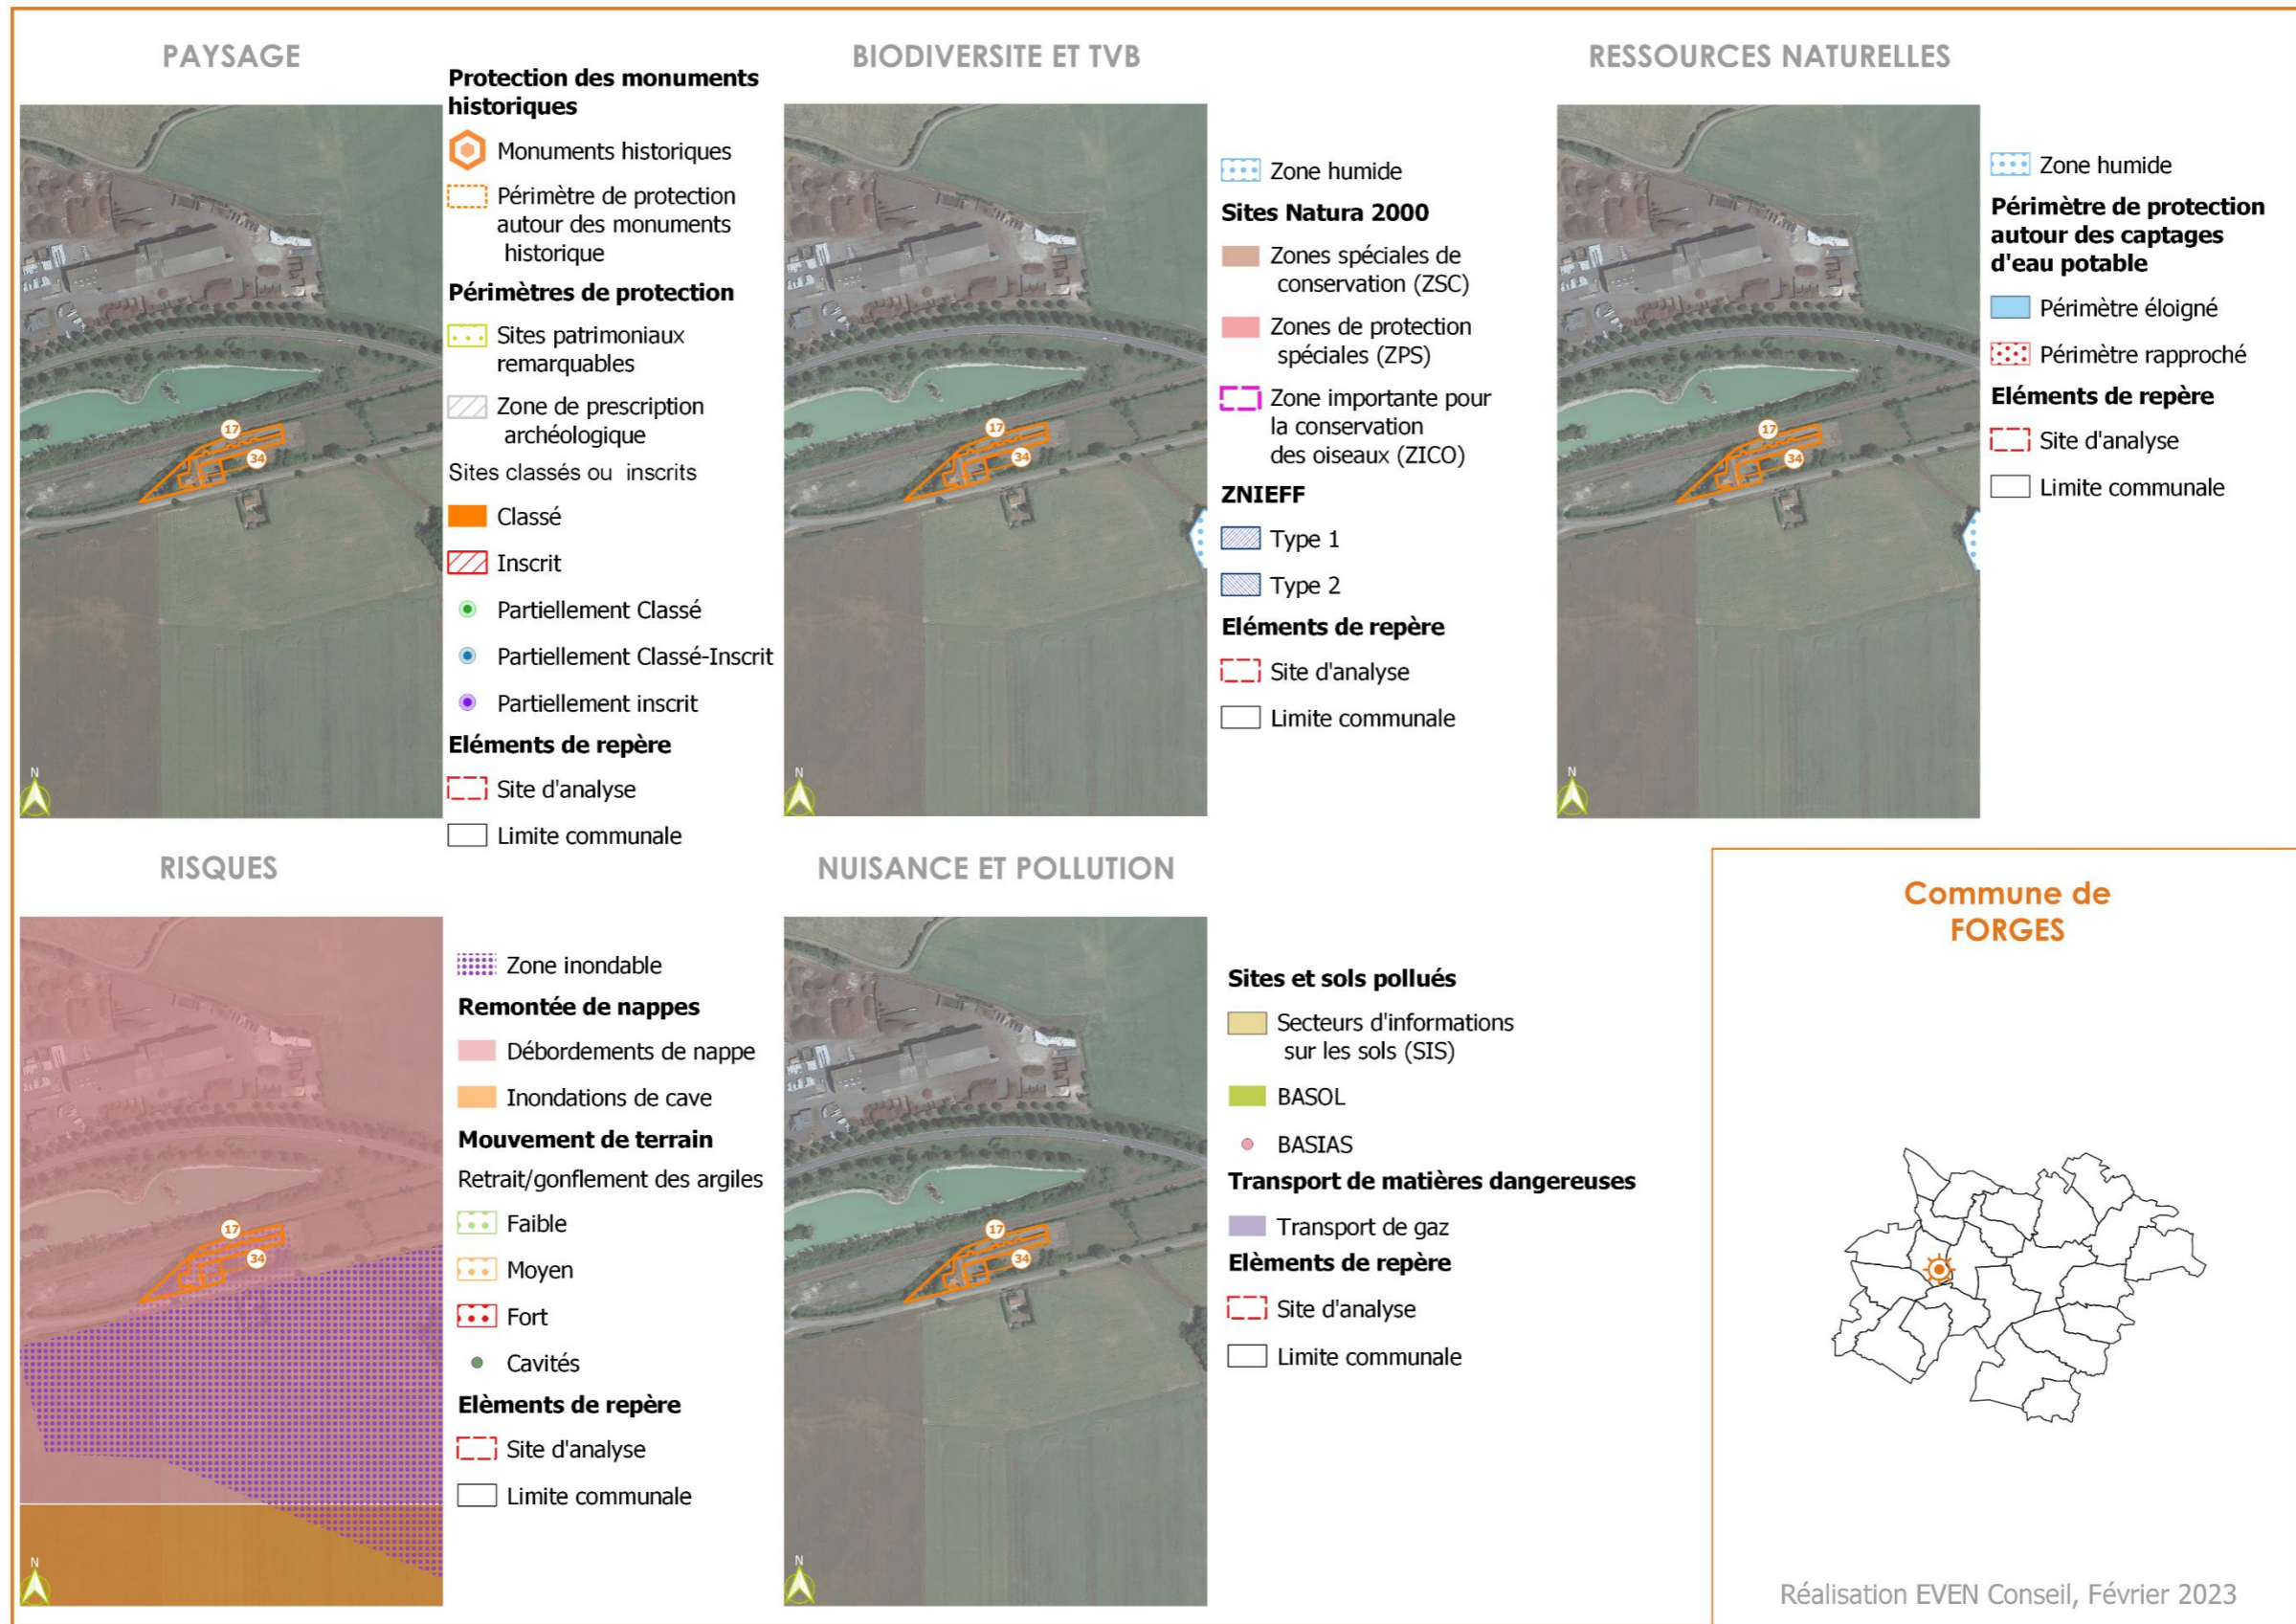 PAYSAGE
Protection des monuments
historiques
Monuments historiques
Périmètre de protection
autour des monuments
historique
Périmètres de protection
Sites patrimoniaux
remarquables
Zone de prescription
archéologique
Sites classés ou inscrits
Classé
Inscrit
Partiellement Classé
Partiellement Classé-Inscrit
Partiellement inscrit
Eléments de repère
Site d'analyse
Limite communale
17
34
N
BIODIVERSITE ET TVB
Zone humide
Sites Natura 2000
Zones spéciales de
conservation (ZSC)
Zones de protection
spéciales (ZPS)
Zone importante pour
la conservation
des oiseaux (ZICO)
ZNIEFF
Type 1
Type 2
Eléments de repère
Site d'analyse
Limite communale
17
34
N
RESSOURCES NATURELLES
Zone humide
Périmètre de protection
autour des captages
d'eau potable
Périmètre éloigné
Périmètre rapproché
Eléments de repère
Site d'analyse
Limite communale
17
34
N
RISQUES
Zone inondable
Remontée de nappes
Débordements de nappe
Inondations de cave
Mouvement de terrain
Retrait/gonflement des argiles
Faible
Moyen
Fort
Cavités
Elèments de repère
Site d'analyse
Limite communale
17
34
N
NUISANCE ET POLLUTION
Sites et sols pollués
Secteurs d'informations
sur les sols (SIS)
BASOL
BASIAS
Transport de matières dangereuses
Transport de gaz
Elèments de repère
Site d'analyse
Limite communale
17
34
N
Commune de
FORGES
Réalisation EVEN Conseil, Février 2023